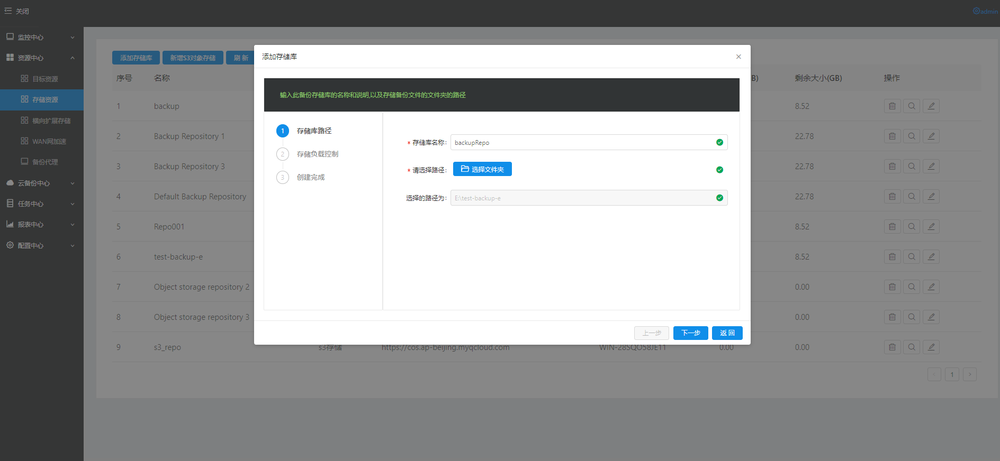 关闭
admin
监控中心
资源中心
目标资源
存储资源
横向扩展存储
WAN网加速
备份代理
云备份中心
任务中心
报表中心
配置中心
添加存储库
新增S3对象存储
刷 新
序号
名称
B)
剩余大小(GB)
操作
1
backup
8.52
2
Backup Repository 1
22.78
3
Backup Repository 3
22.78
4
Default Backup Repository
22.78
5
Repo001
8.52
6
test-backup-e
8.52
7
Object storage repository 2
0.00
8
Object storage repository 3
0.00
9
s3_repo
s3存储
https://cos.ap-beijing.myqcloud.com
WIN-28SQO58JE11
0.00
0.00
1
添加存储库
输入此备份存储库的名称和说明,以及存储备份文件的文件夹的路径
1
存储库路径
2
存储负载控制
3
创建完成
* 存储库名称:
backupRepo
* 请选择路径:
选择文件夹
选择的路径为:
E:\test-backup-e
上一步
下一步
返 回